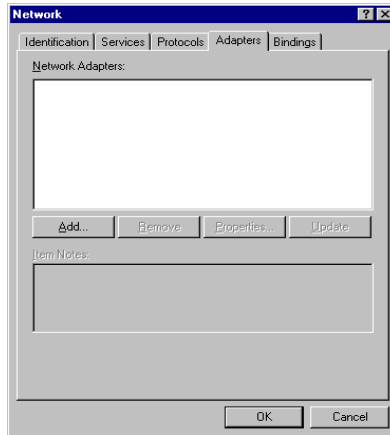 Network
Identification Services Protocols Adapters Bindings
Network Adapters:
Add... Remove Properties... Update
Item Notes:
OK Cancel